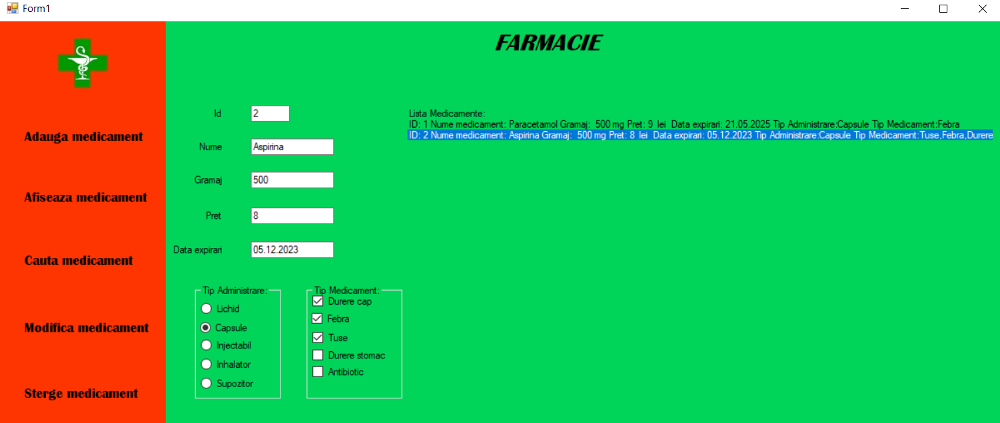 Form1
FARMACIE
Adauga medicament
Afiseaza medicament
Cauta medicament
Modifica medicament
Sterge medicament
Id
2
Nume
Aspirina
Gramaj
500
Pret
8
Data expirari
05.12.2023
Tip Administrare:
Lichid
Capsule
Injectabil
Inhalator
Supozitor
Tip Medicament:
Durere cap
Febra
Tuse
Durere stomac
Antibiotic
Lista Medicamente:
ID: 1 Nume medicament: Paracetamol Gramaj: 500 mg Pret: 9 lei Data expirari: 21.05.2025 Tip Administrare:Capsule Tip Medicament:Febra
ID: 2 Nume medicament: Aspirina Gramaj: 500 mg Pret: 8 lei Data expirari: 05.12.2023 Tip Administrare:Capsule Tip Medicament:Tuse,Febra,Durere